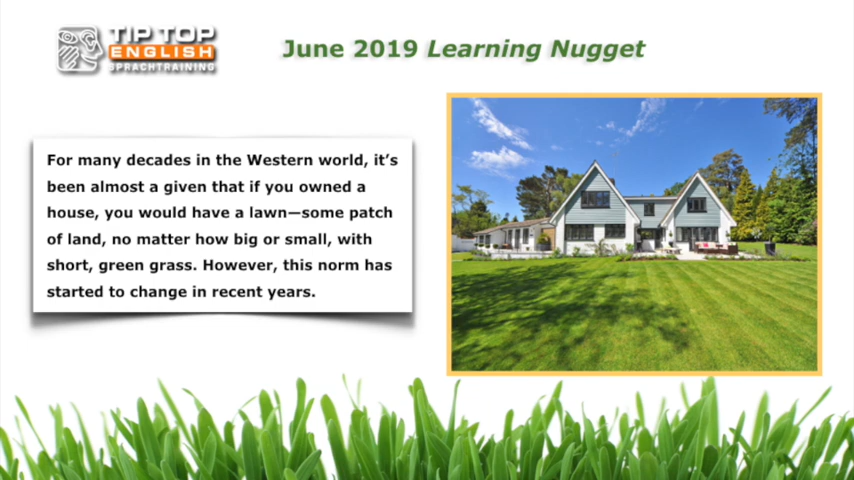 TIP TOP
ENGLISH
SPRACHTRAINING
June 2019 Learning Nugget
For many decades in the Western world, it’s
been almost a given that if you owned a
house, you would have a lawn—some patch
of land, no matter how big or small, with
short, green grass. However, this norm has
started to change in recent years.